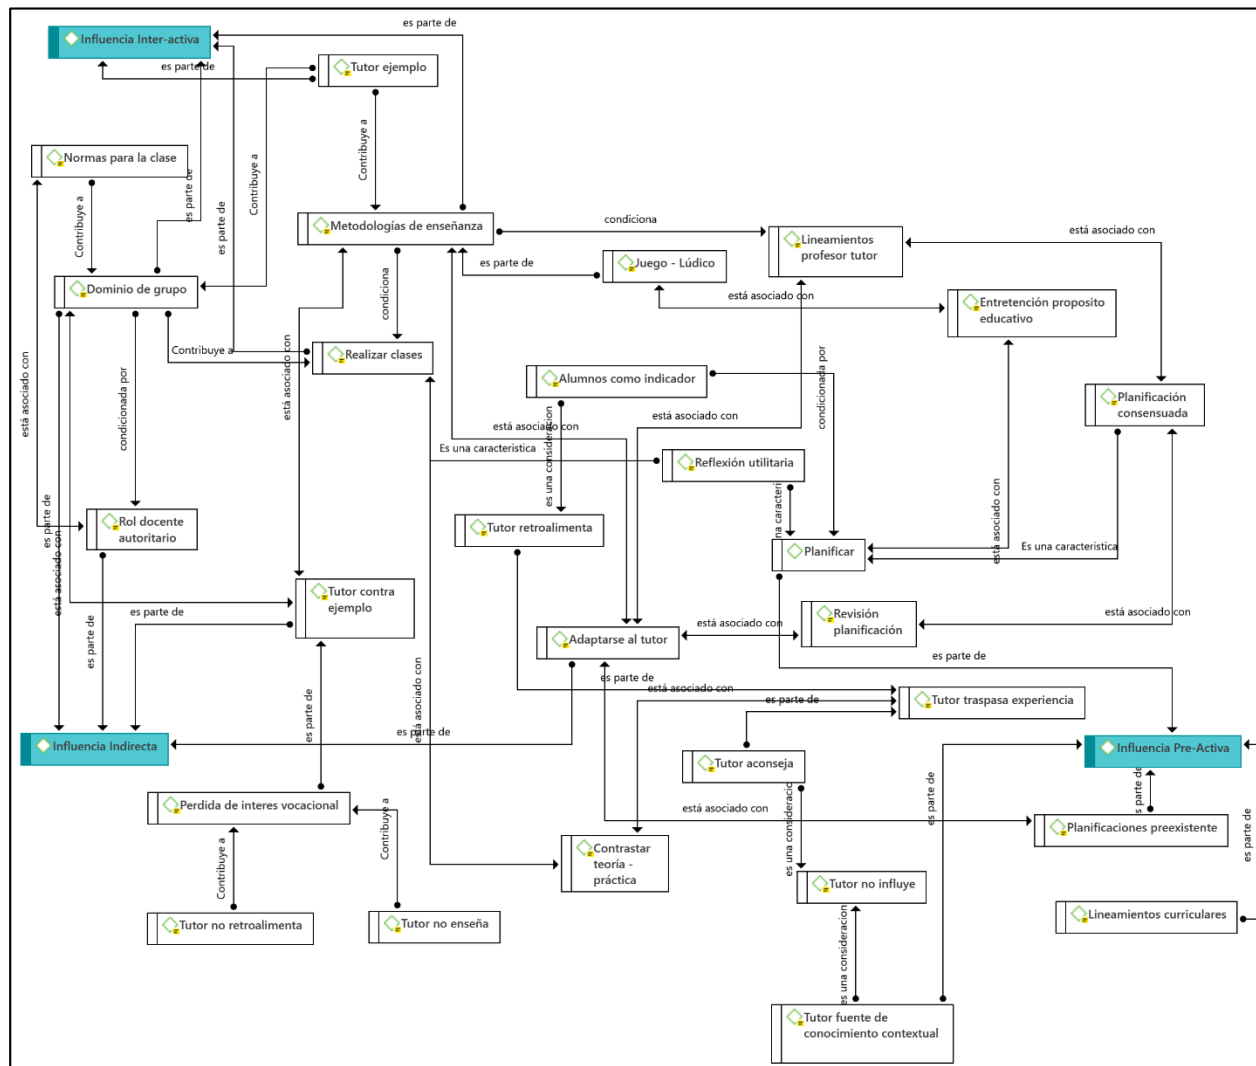 es parte de
Influencia Inter-activa
es parte de
Tutor ejemplo
Contribuye a
Contribuye a
Normas para la clase
Contribuye a
es parte de
es parte de
Metodologías de enseñanza
condiciona
Lineamientos
profesor tutor
está asociado con
es parte de
Juego - Lúdico
Dominio de grupo
condiciona
está asociado con
Entretención proposito
educativo
Contribuye a
Realizar clases
está asociado con
condicionada por
está asociado con
Alumnos como indicador
condicionada por
Planificación
consensuada
está asociado con
está asociado con
Es una caracteristica
es una consideracion
Reflexión utilitaria
na caracteri
Rol docente
autoritario
Tutor retroalimenta
Planificar
está asociado con
Es una caracteristica
es parte de
está asociado con
Tutor contra
ejemplo
es parte de
es parte de
Adaptarse al tutor
está asociado con
Revisión
planificación
está asociado con
es parte de
es parte de
está asociado con
es parte de
Tutor traspasa experiencia
es parte de
está asociado con
Influencia Indirecta
es parte de
Influencia Pre-Activa
Tutor aconseja
es una consideracio
es parte de
es parte de
Perdida de interes vocacional
Contribuye a
está asociado con
Planificaciones preexistente
es parte de
Contribuye a
Contrastar
teoría -
práctica
Tutor no influye
Tutor no retroalimenta
Tutor no enseña
es una consideracion
Lineamientos curriculares
Tutor fuente de
conocimiento contextual